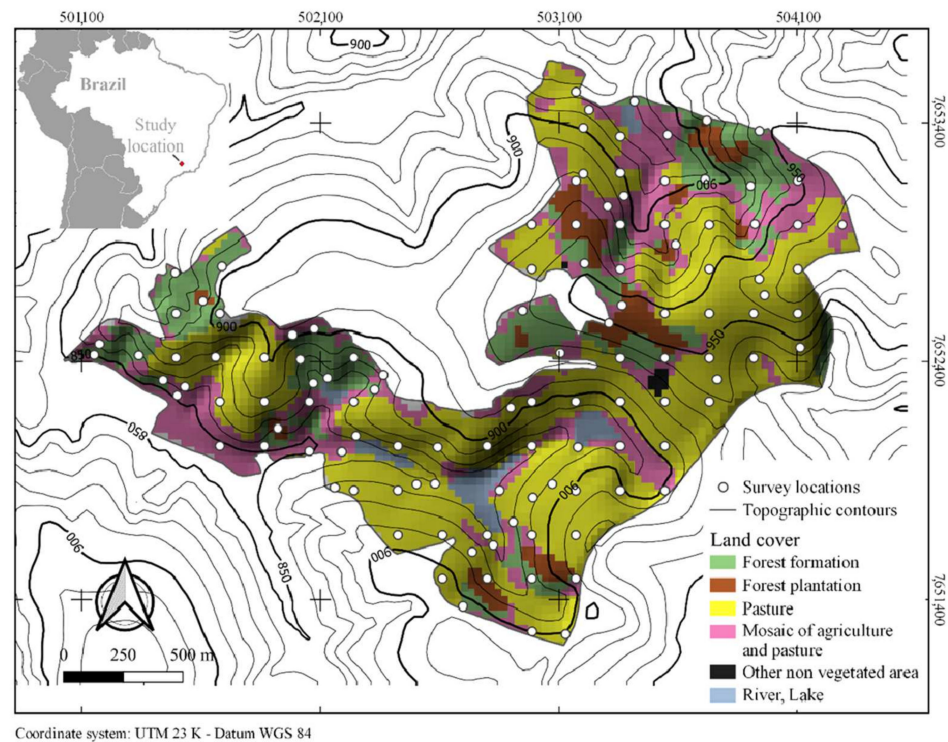 501,100 502,100 503,100 504,100
900
Brazil
Study
location
7,653,400
900
950
900
900
850
950
7,652,400
900
850
900
Survey locations
Topographic contours
Land cover
Forest formation
Forest plantation
Pasture
Mosaic of agriculture
and pasture
Other non vegetated area
River, Lake
900
900
850
7,651,400
0 250 500 m
Coordinate system: UTM 23 K - Datum WGS 84